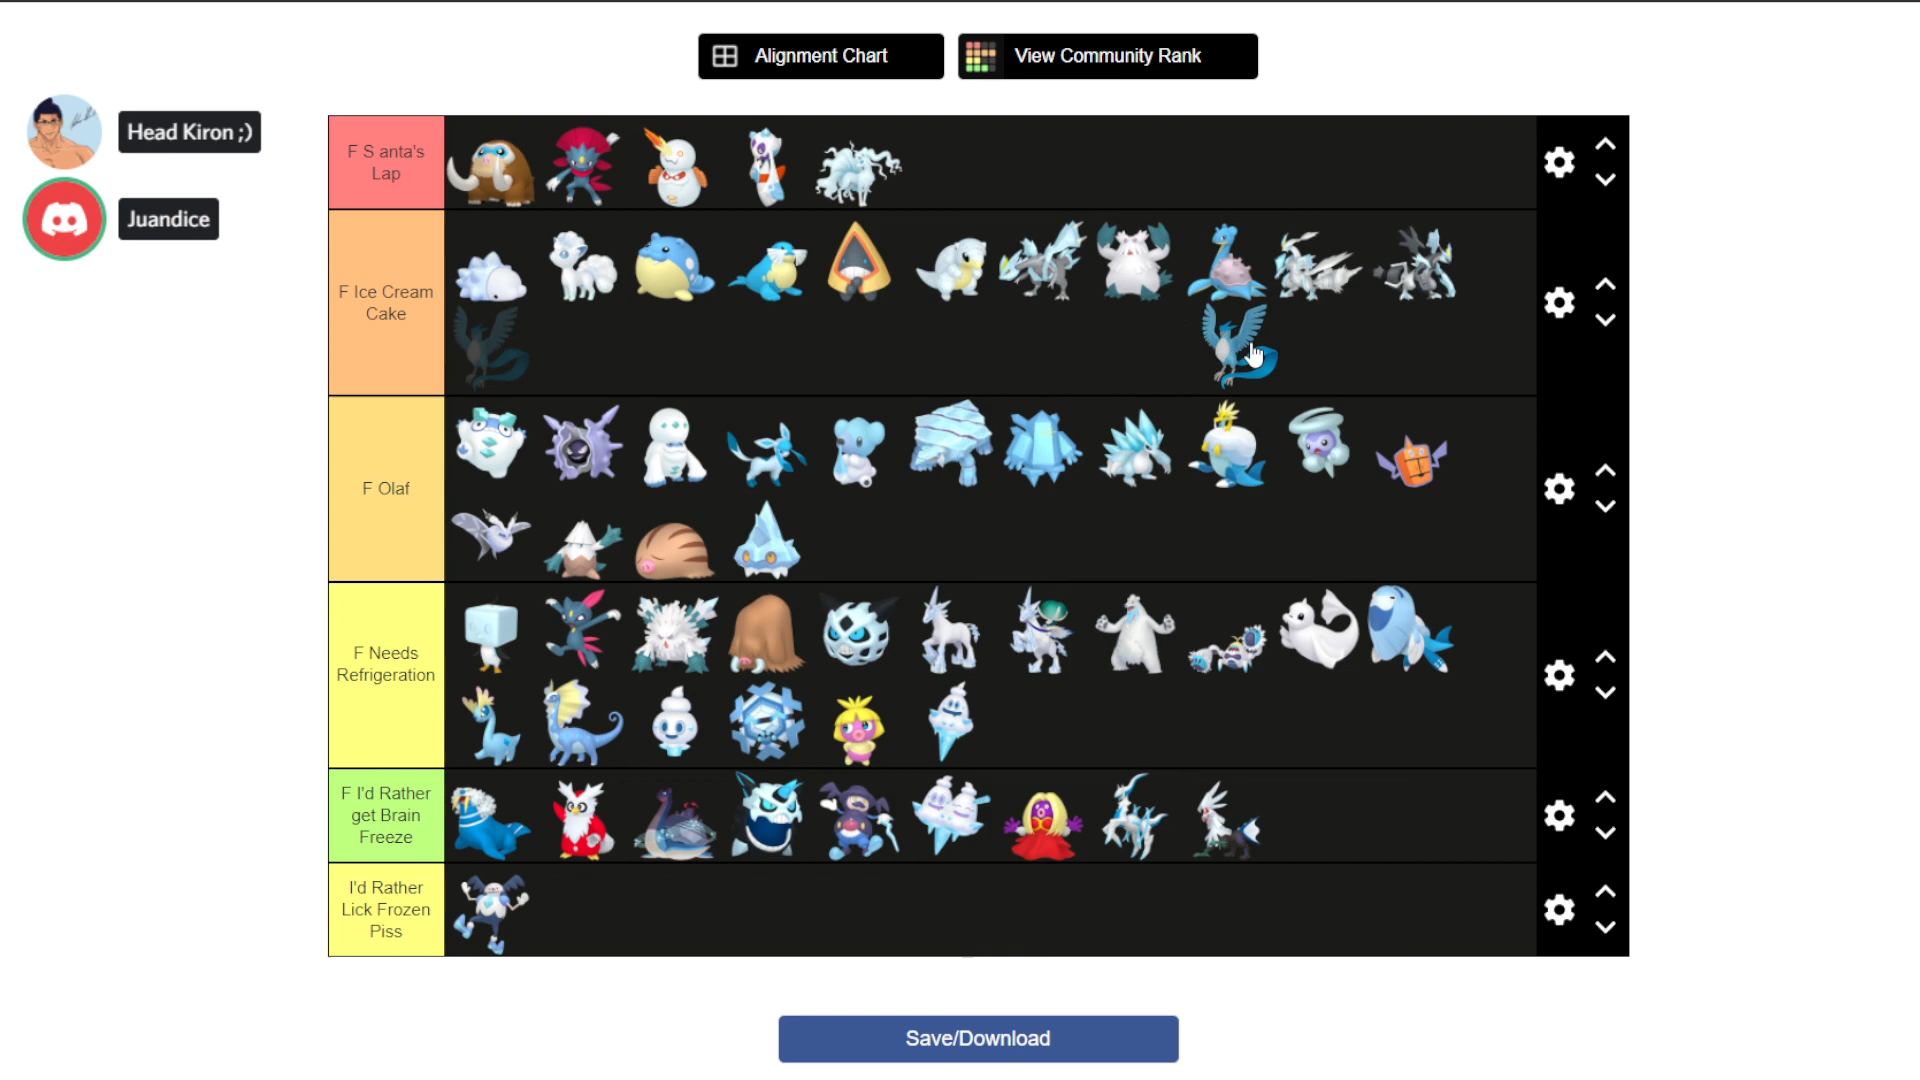 Alignment Chart
View Community Rank
Head Kiron ;)
Juandice
F S anta's
Lap
F Ice Cream
Cake
F Olaf
F Needs
Refrigeration
F I'd Rather
get Brain
Freeze
I'd Rather
Lick Frozen
Piss
Save/Download